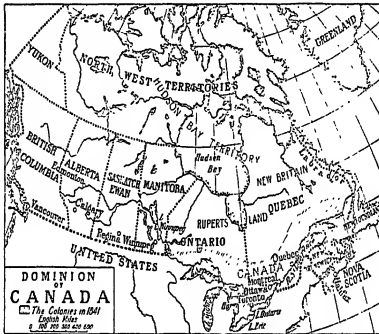 GREENLAND
YUKON
NORTH
WEST TERRITORIES
HUDSON BAY TERRITORY
Hudson
Bay
BRITISH
COLUMBIA
ALBERTA
Edmonton
MANITOBA
NEW BRITAIN
QUEBEC
Vancouver
Calgary
Regina
Winnipeg
RUPERTS
LAND
ONTARIO
UNITED STATES
CANADA
Quebec
Montreal
Ottawa
Toronto
NOVA
SCOTIA
L. Ontario
L. Erie
DOMINION
OF
CANADA
The Colonies in 1841
English Miles
0 100 200 300 400 500